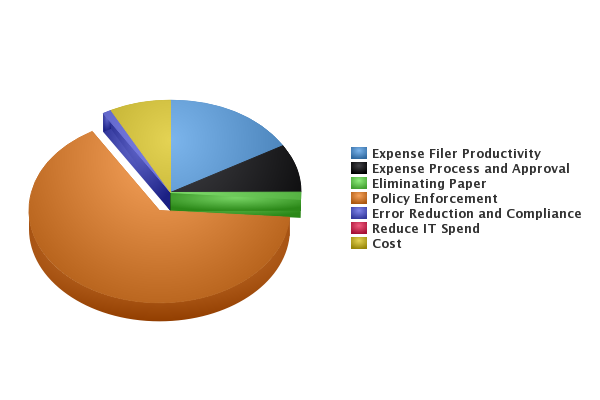 Expense Filer Productivity
Expense Process and Approval
Eliminating Paper
Policy Enforcement
Error Reduction and Compliance
Reduce IT Spend
Cost